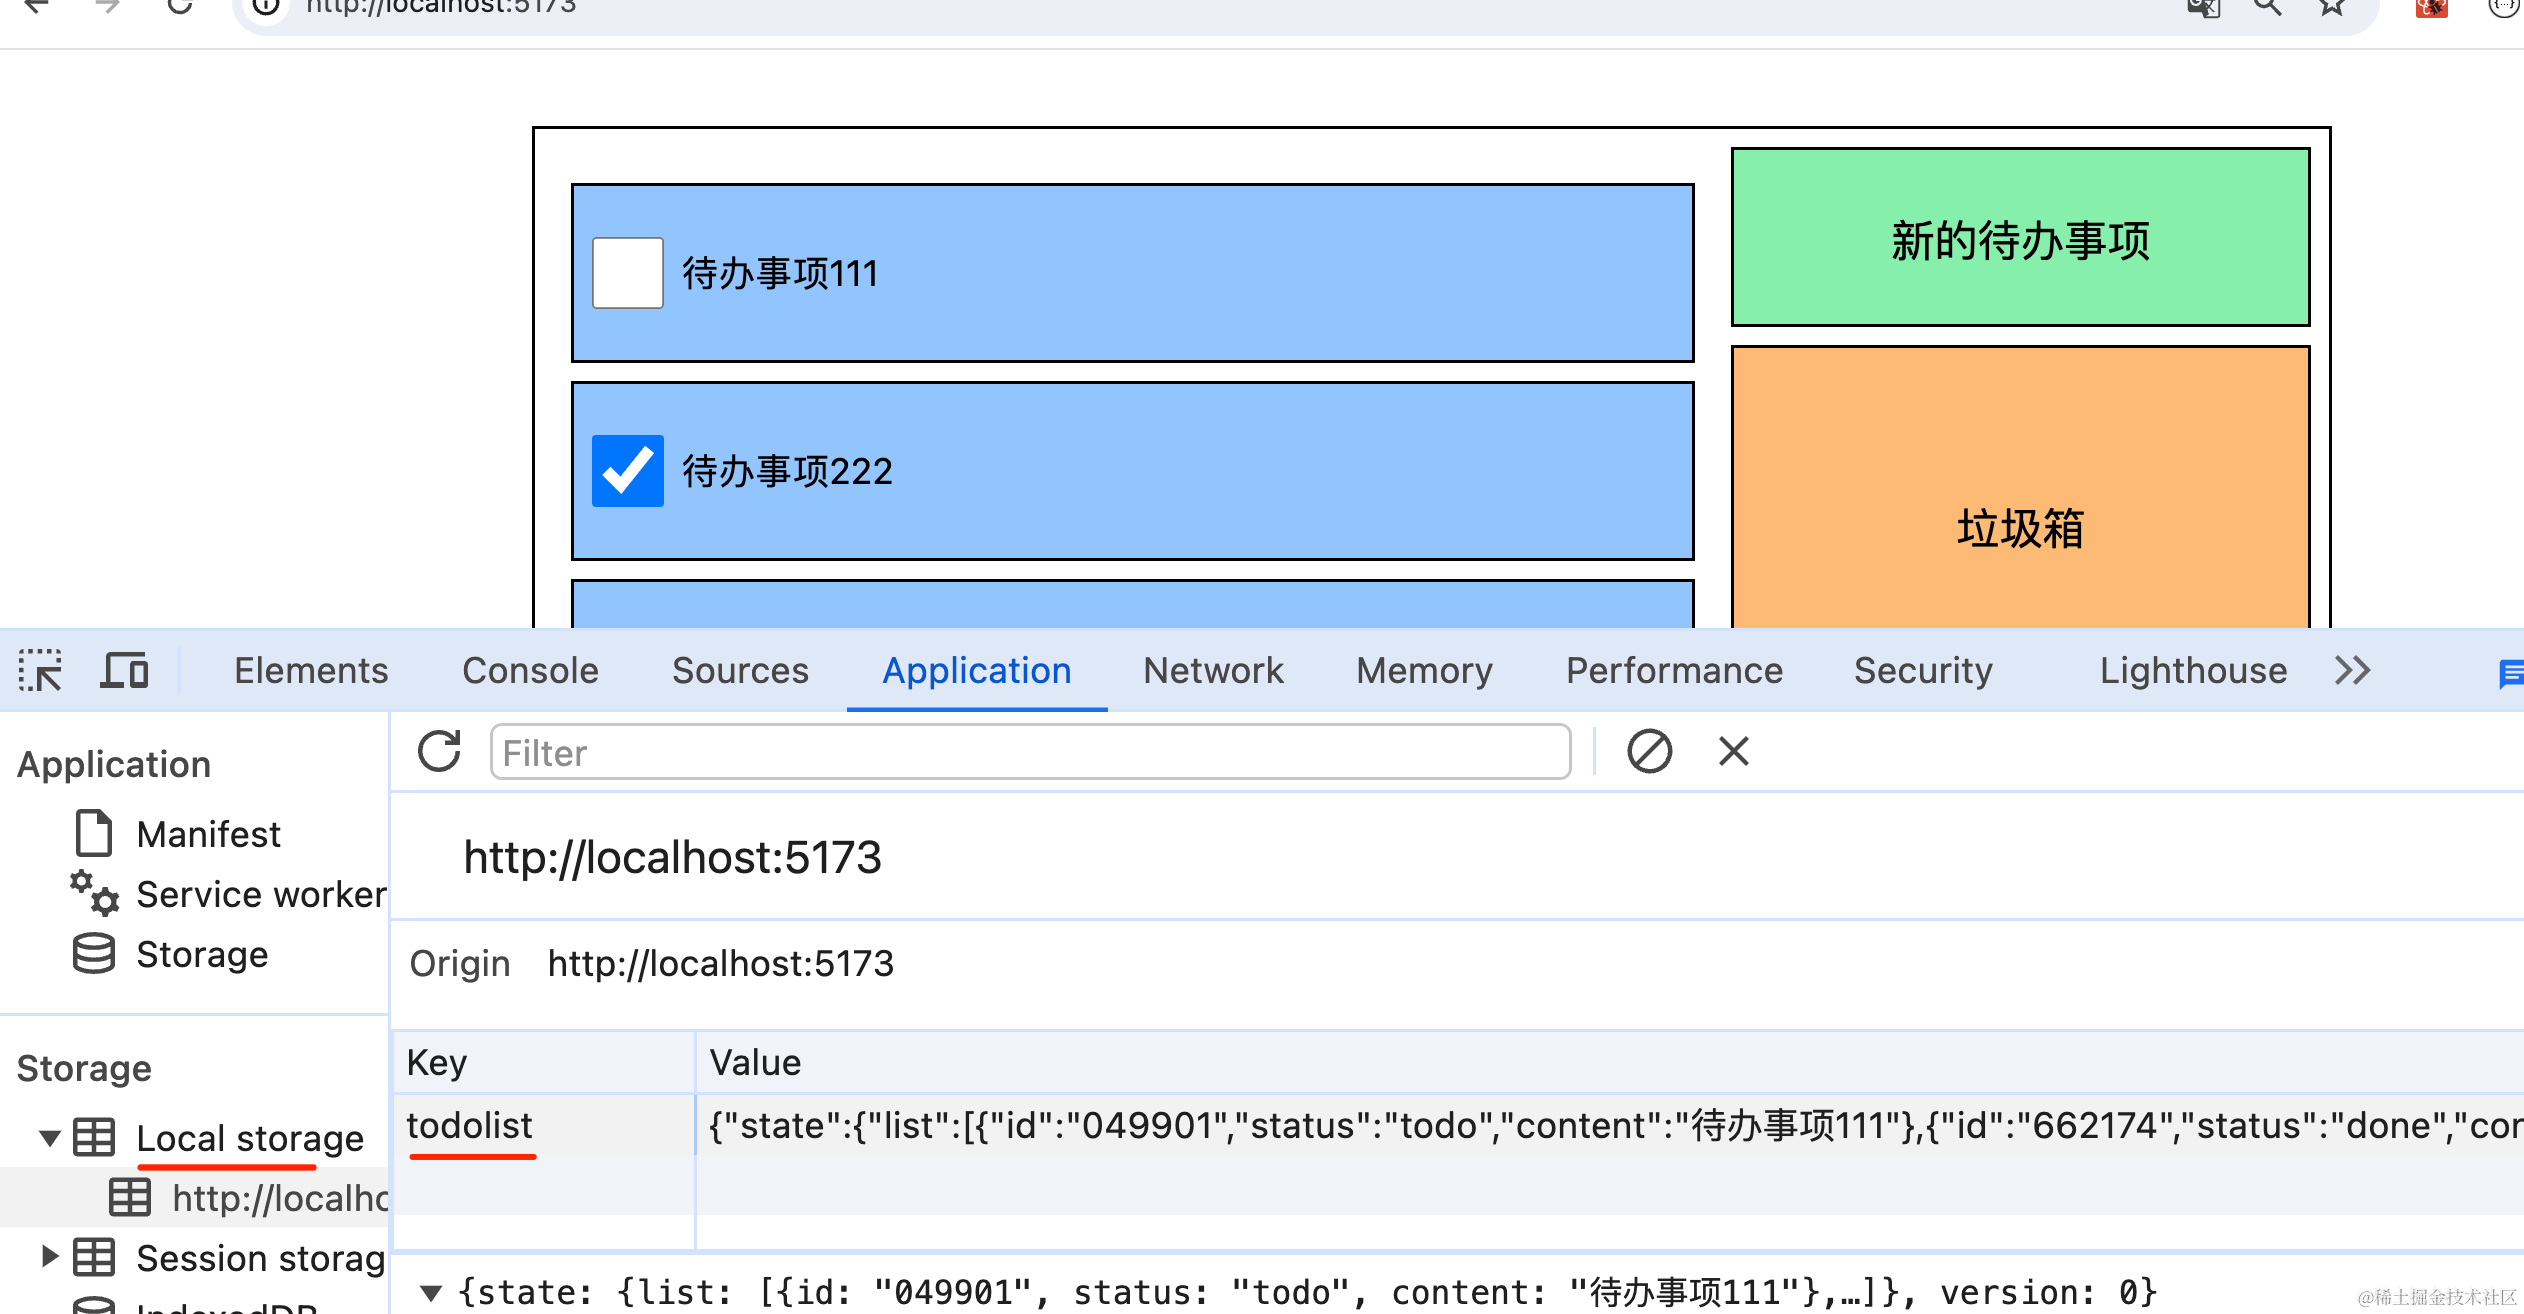 http://localhost:5173
待办事项111
新的待办事项
待办事项222
垃圾箱
Elements Console Sources Application Network Memory Performance Security Lighthouse
Application
Filter
Manifest
http://localhost:5173
Service worker
Storage
Origin http://localhost:5173
Storage
Key Value
Local storage
todolist {"state":{"list":[{"id":"049901","status":"todo","content":"待办事项111"},{"id":"662174","status":"done","cor
http://localho
Session storag
IndexedDB
{state: {list: [{id: "049901", status: "todo", content: "待办事项111"},…]}, version: 0}
@稀土掘金技术社区